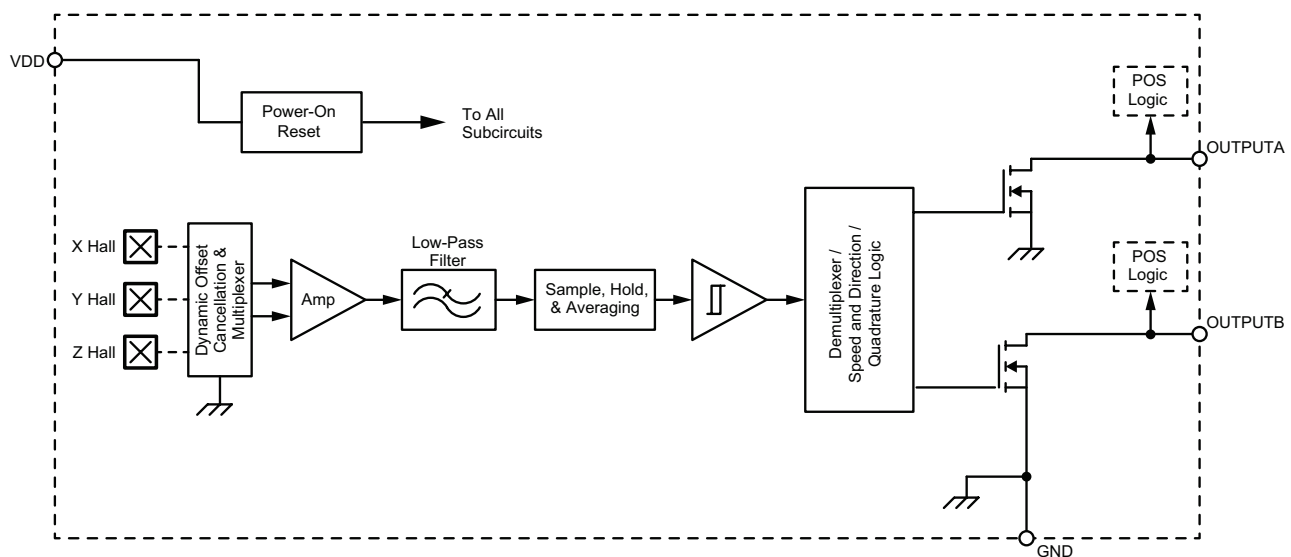 VDD
Power-On
Reset
To All
Subcircuits
POS
Logic
OUTPUTA
X Hall
Y Hall
Z Hall
Dynamic Offset
Cancellation &
Multiplexer
Amp
Low-Pass
Filter
Sample, Hold,
& Averaging
Demultiplexer /
Speed and Direction /
Quadrature Logic
POS
Logic
OUTPUTB
GND